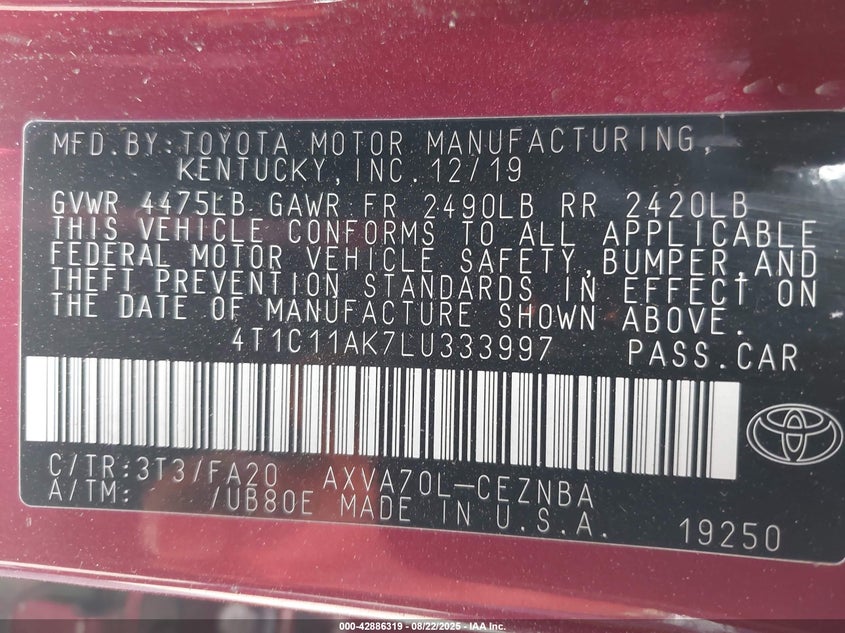 MFD.BY:TOYOTA MOTOR MANUFACTURING,
KENTUCKY,INC.12/19
GVWR 4475LB GAWR FR 2490LB RR 2420LB
THIS VEHICLE CONFORMS TO ALL APPLICABLE
FEDERAL MOTOR VEHICLE SAFETY,BUMPER,AND
THEFT PREVENTION STANDARDS IN EFFECT ON
THE DATE OF MANUFACTURE SHOWN ABOVE.
4T1C11AK7LU333997 PASS.CAR
C/TR:3T3/FA20 AXVA70L-CEZNBA
A/TM: /UB80E MADE IN U.S.A. 19250
000-42886319 - 08/22/2025 - IAA Inc.